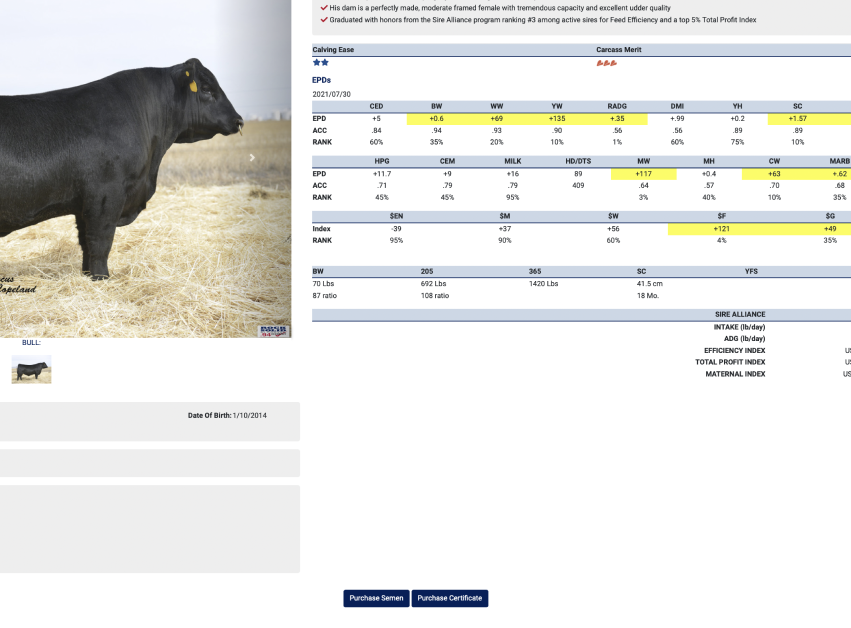 His dam is a perfectly made, moderate framed female with tremendous capacity and excellent udder quality
Graduated with honors from the Sire Alliance program ranking #3 among active sires for Feed Efficiency and a top 5% Total Profit Index
Calving Ease Carcass Merit
EPDs
2021/07/30
CED BW WW YW RADG DMI YH SC
EPD +5 +0.6 +69 +135 +.35 +.99 +0.2 +1.57
ACC .84 .94 .93 .90 .56 .56 .89 .89
RANK 60% 35% 20% 10% 1% 60% 75% 10%
HPG CEM MILK HD/DTS MW MH CW MARB
EPD +11.7 +9 +16 89 +117 +0.4 +63 +.62
ACC .71 .79 .79 409 .64 .57 .70 .68
RANK 45% 45% 95% 3% 40% 10% 35%
$EN $M $W $F $G
Index -39 +37 +56 +121 +49
RANK 95% 90% 60% 4% 35%
BW 205 365 SC YFS
70 Lbs 692 Lbs 1420 Lbs 41.5 cm
87 ratio 108 ratio 18 Mo.
SIRE ALLIANCE
INTAKE (lb/day)
ADG (lb/day)
EFFICIENCY INDEX
TOTAL PROFIT INDEX
MATERNAL INDEX
cus
Copeland
BULL:
Date Of Birth: 1/10/2014
Purchase Semen Purchase Certificate